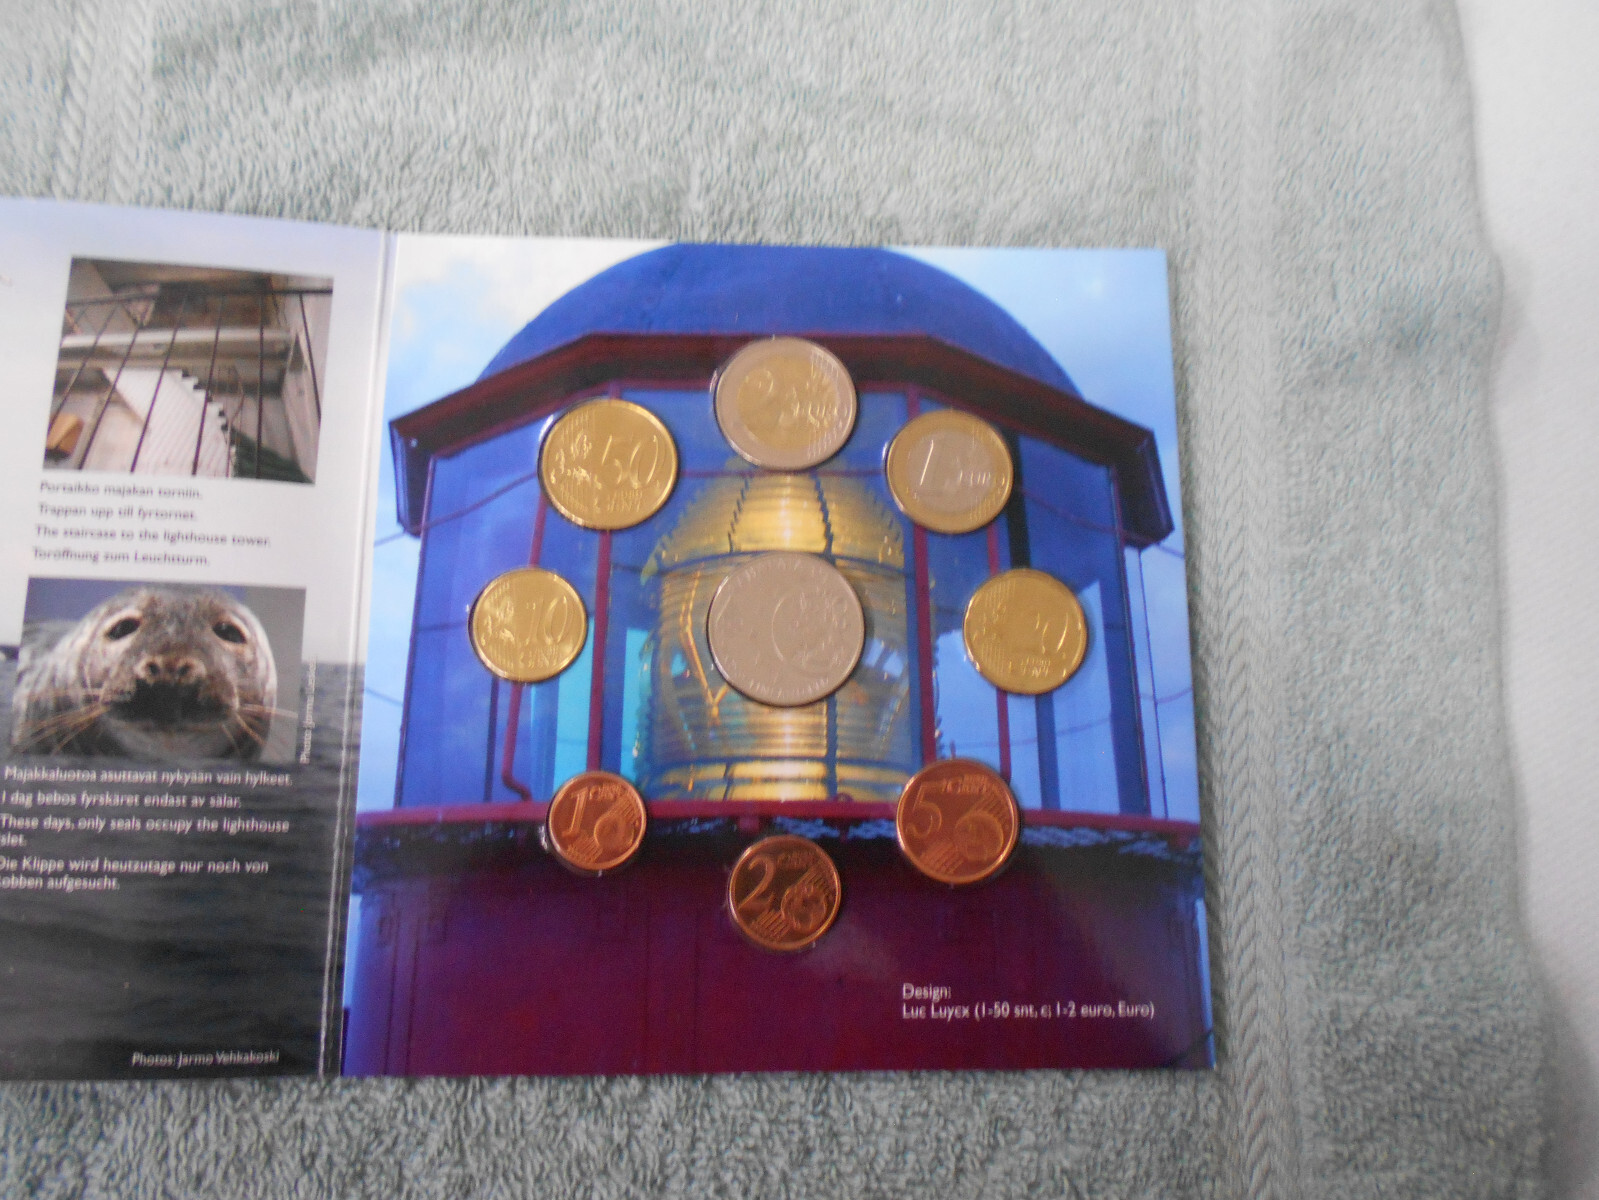 Portaikko majakan torniin.
Trappan upp till fyrtornet.
The staircase to the lighthouse tower.
Toröffnung zum Leuchtturm.
Majakkaluotoa asuttavat nykyään vain hylkeet.
I dag bebos fyrskäret endast av sälar.
These days, only seals occupy the lighthouse
islet.
Die Klippe wird heutzutage nur noch von
Robben aufgesucht.
Photos: Jarmo Vehkakoski
50
2 EURO
1 EURO
10
1
2
5
Design:
Luc Luycx (1-50 snt, c; 1-2 euro, Euro)